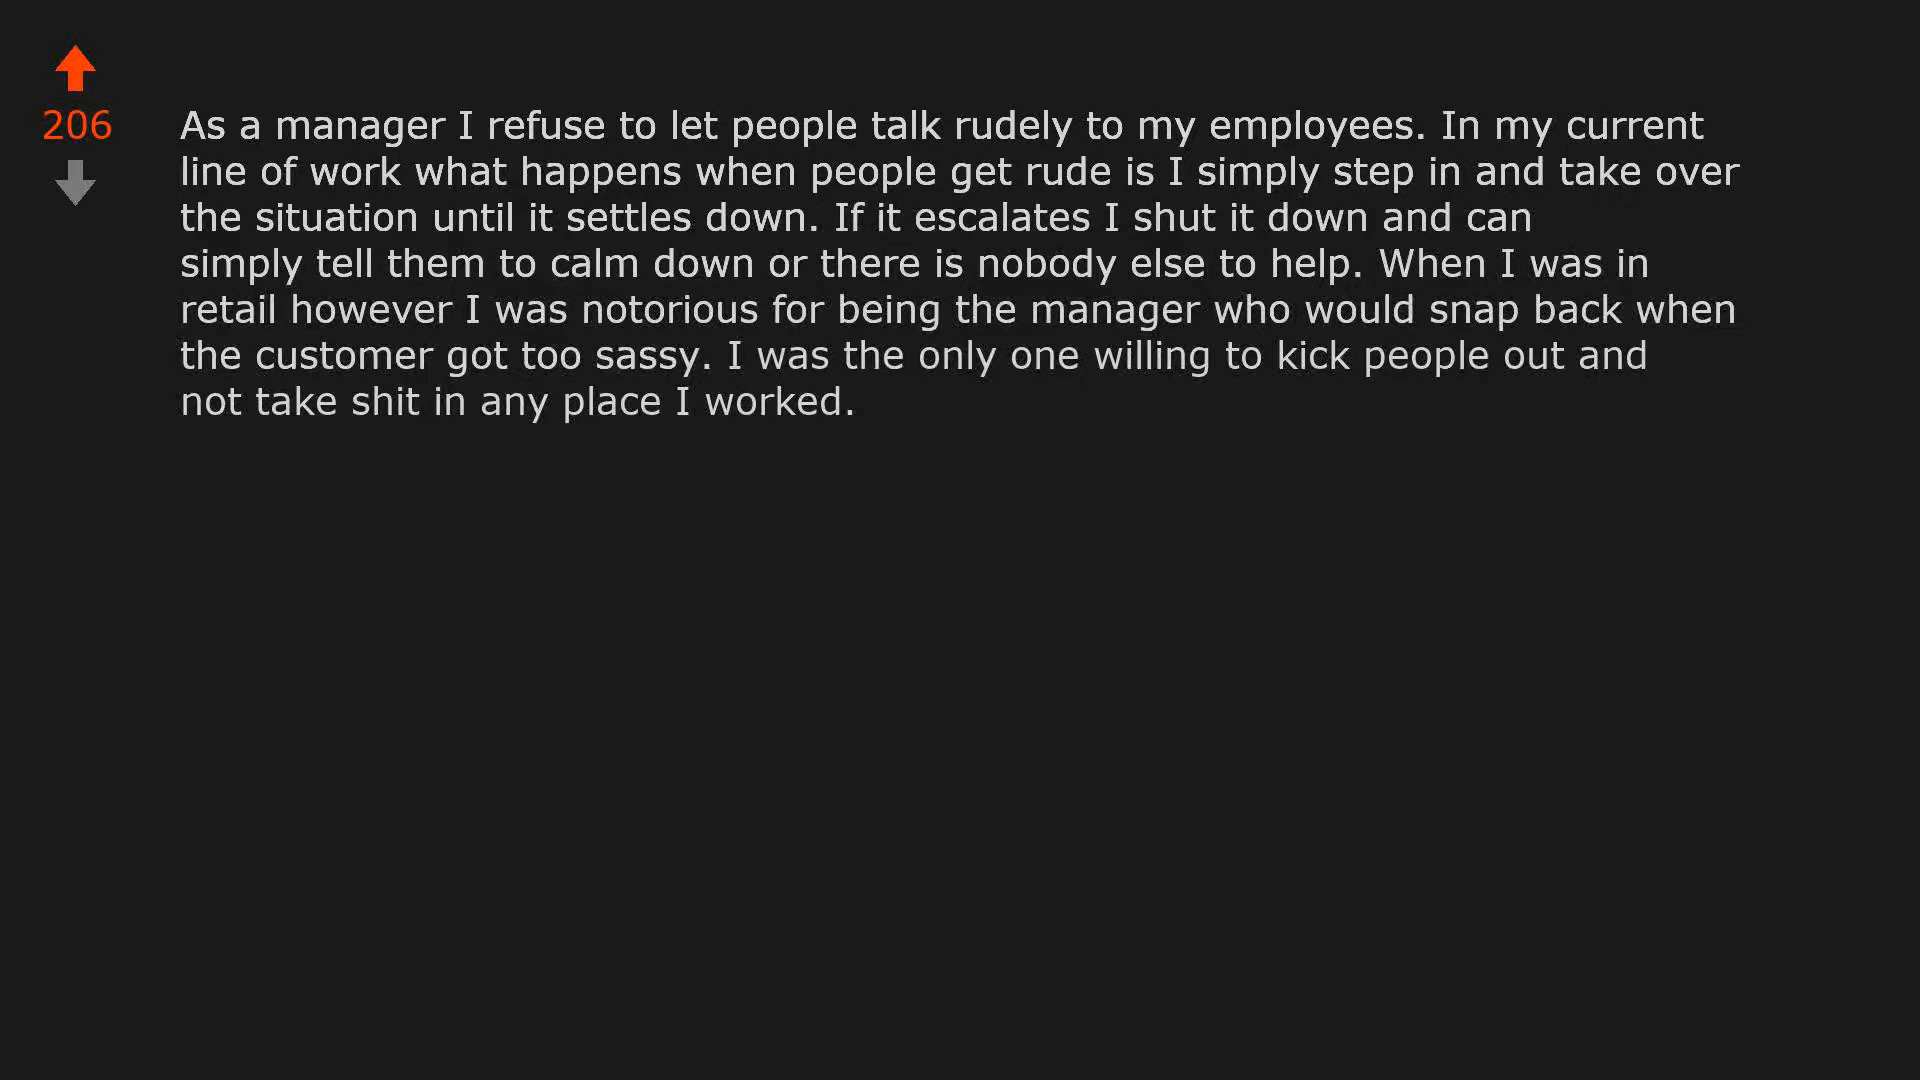 206
As a manager I refuse to let people talk rudely to my employees. In my current
line of work what happens when people get rude is I simply step in and take over
the situation until it settles down. If it escalates I shut it down and can
simply tell them to calm down or there is nobody else to help. When I was in
retail however I was notorious for being the manager who would snap back when
the customer got too sassy. I was the only one willing to kick people out and
not take shit in any place I worked.